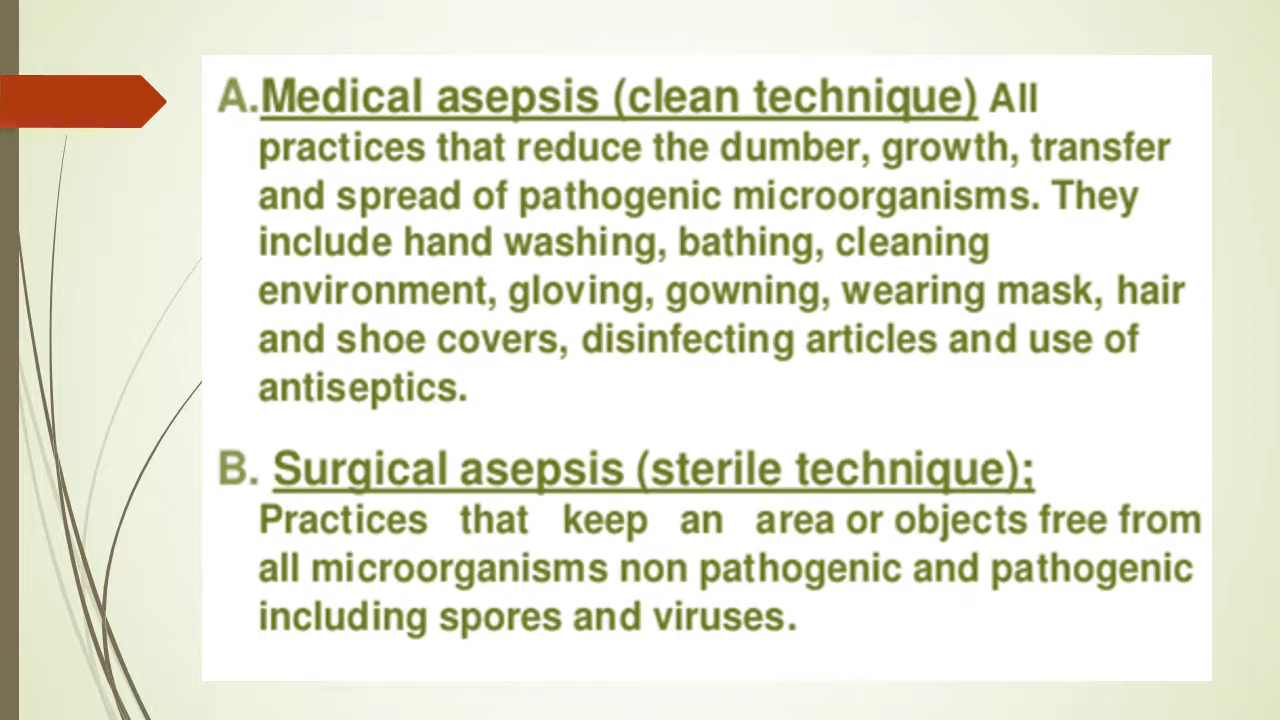 A.Medical asepsis (clean technique) All
practices that reduce the dumber, growth, transfer
and spread of pathogenic microorganisms. They
include hand washing, bathing, cleaning
environment, gloving, gowning, wearing mask, hair
and shoe covers, disinfecting articles and use of
antiseptics.
B. Surgical asepsis (sterile technique);
Practices that keep an area or objects free from
all microorganisms non pathogenic and pathogenic
including spores and viruses.